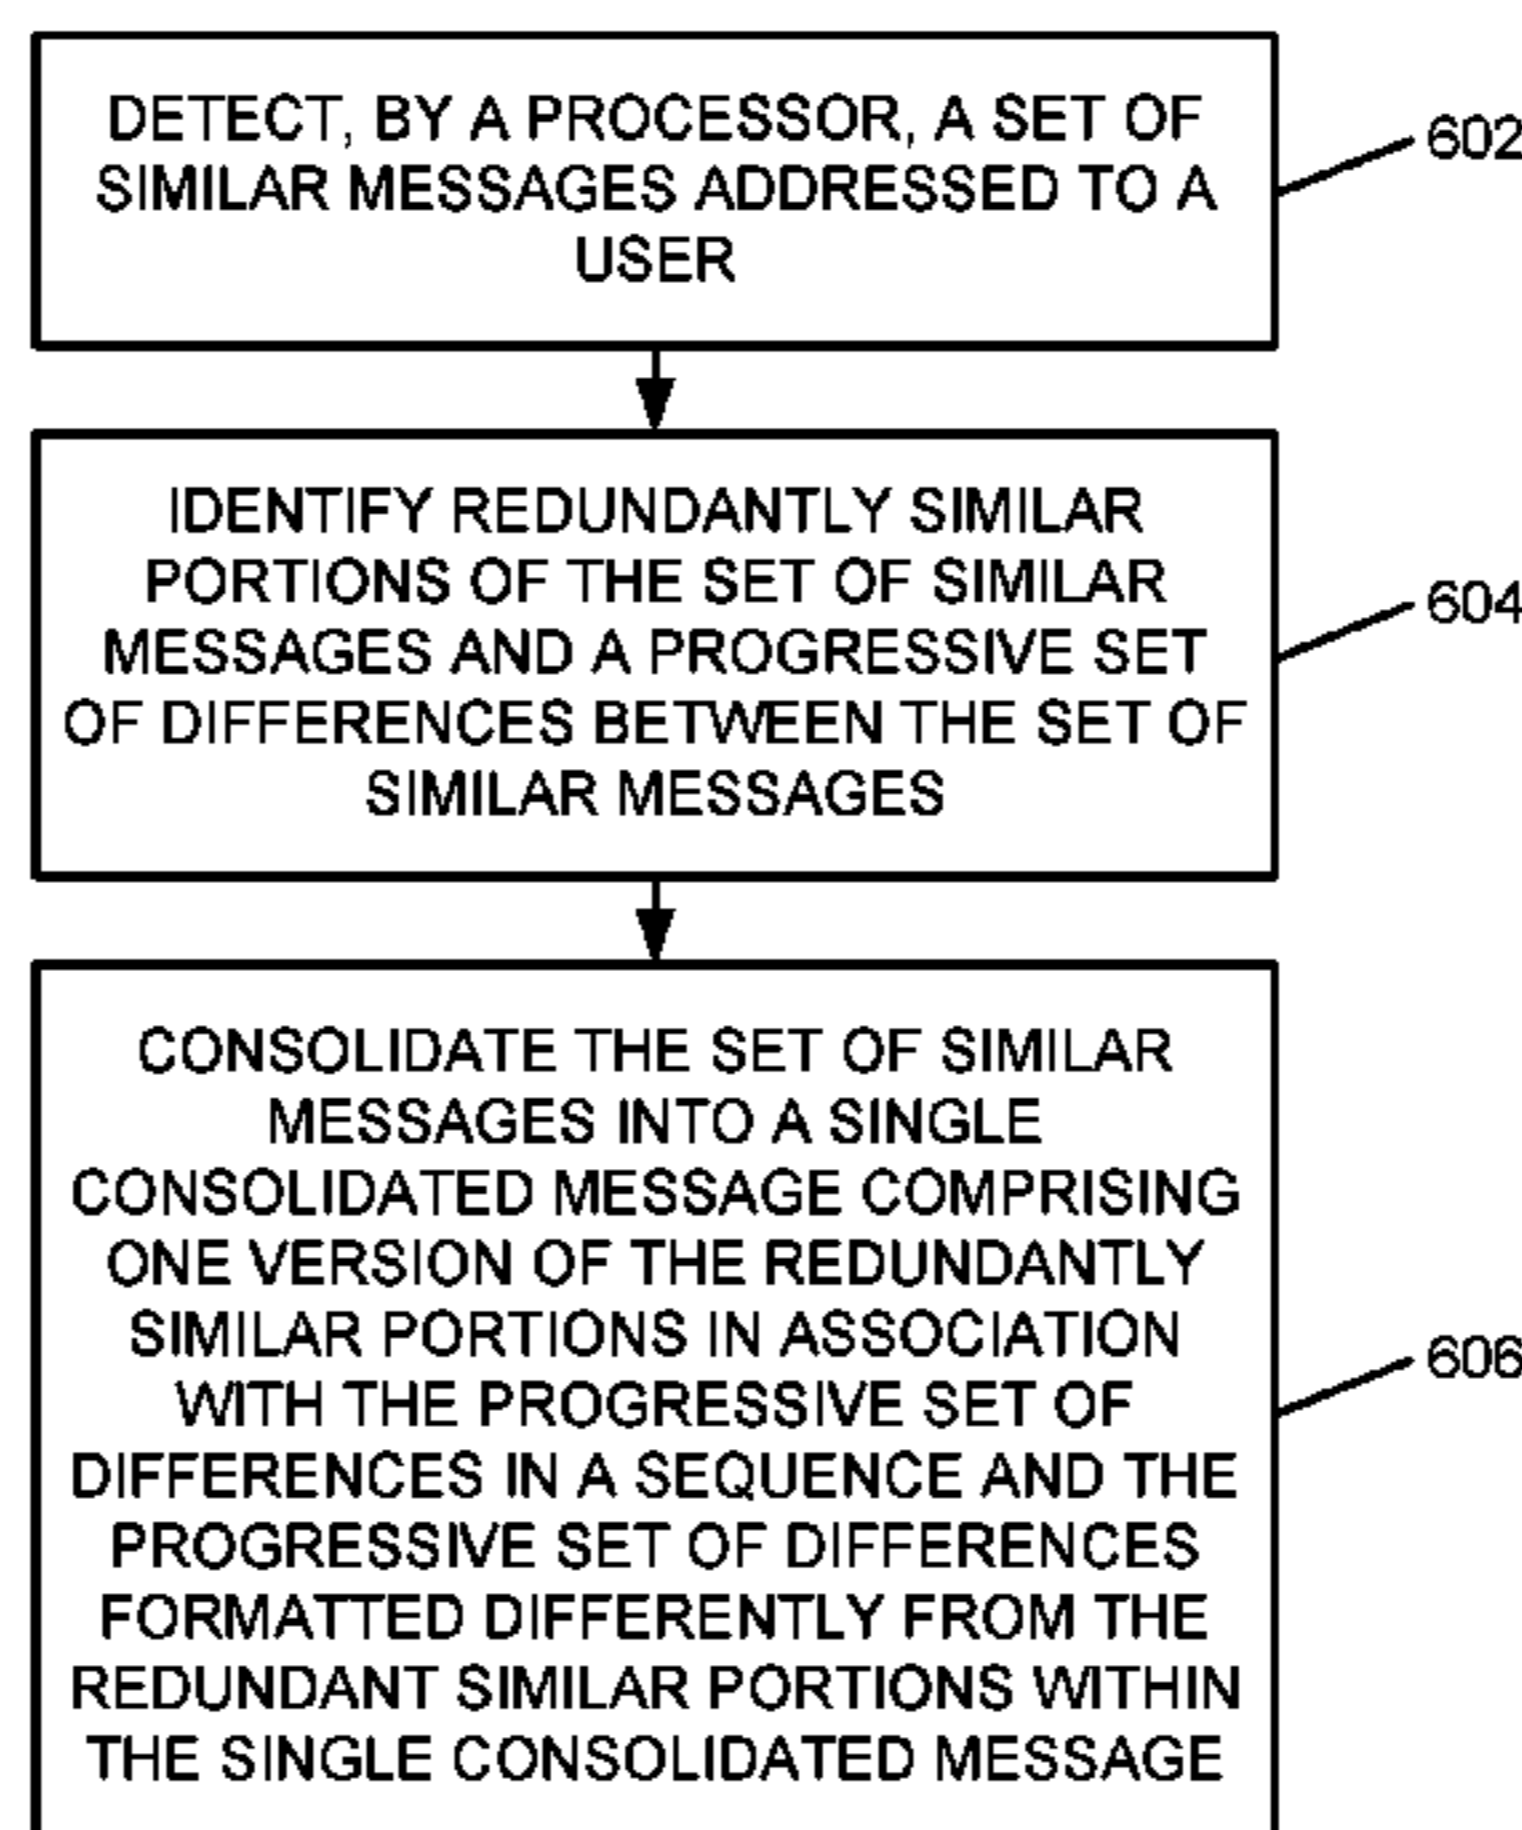 DETECT, BY A PROCESSOR, A SET OF
SIMILAR MESSAGES ADDRESSED TO A
USER
602
IDENTIFY REDUNDANTLY SIMILAR
PORTIONS OF THE SET OF SIMILAR
MESSAGES AND A PROGRESSIVE SET
OF DIFFERENCES BETWEEN THE SET OF
SIMILAR MESSAGES
604
CONSOLIDATE THE SET OF SIMILAR
MESSAGES INTO A SINGLE
CONSOLIDATED MESSAGE COMPRISING
ONE VERSION OF THE REDUNDANTLY
SIMILAR PORTIONS IN ASSOCIATION
WITH THE PROGRESSIVE SET OF
DIFFERENCES IN A SEQUENCE AND THE
PROGRESSIVE SET OF DIFFERENCES
FORMATTED DIFFERENTLY FROM THE
REDUNDANT SIMILAR PORTIONS WITHIN
THE SINGLE CONSOLIDATED MESSAGE
606